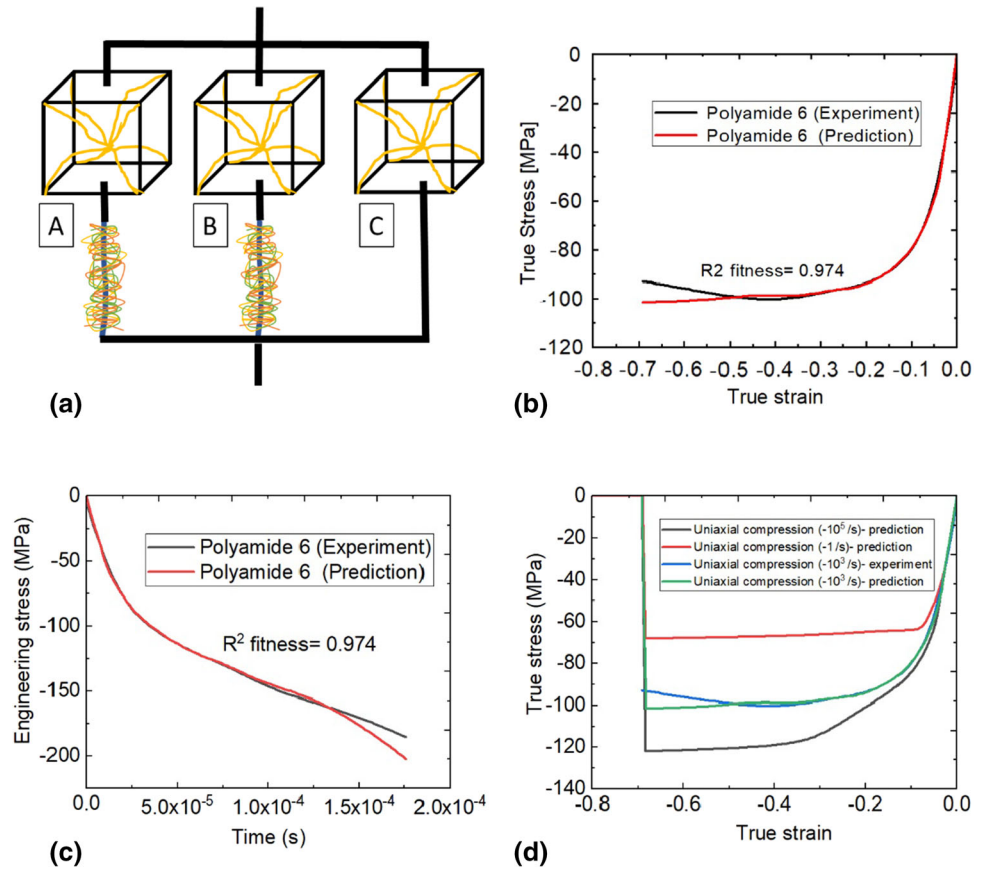 A
B
C
(a)
0
-20
-40
-60
-80
-100
-120
True Stress [MPa]
Polyamide 6 (Experiment)
Polyamide 6 (Prediction)
R2 fitness= 0.974
-0.8 -0.7 -0.6 -0.5 -0.4 -0.3 -0.2 -0.1 0.0
True strain
(b)
0
-50
-100
-150
-200
Engineering stress (MPa)
Polyamide 6 (Experiment)
Polyamide 6 (Prediction)
R² fitness= 0.974
0.0 5.0x10⁻⁵ 1.0x10⁻⁴ 1.5x10⁻⁴ 2.0x10⁻⁴
Time (s)
(c)
0
-20
-40
-60
-80
-100
-120
-140
True stress (MPa)
Uniaxial compression (-10⁵/s)- prediction
Uniaxial compression (-1/s)- prediction
Uniaxial compression (-10³/s)- experiment
Uniaxial compression (-10³/s)- prediction
-0.8 -0.6 -0.4 -0.2 0.0
True strain
(d)